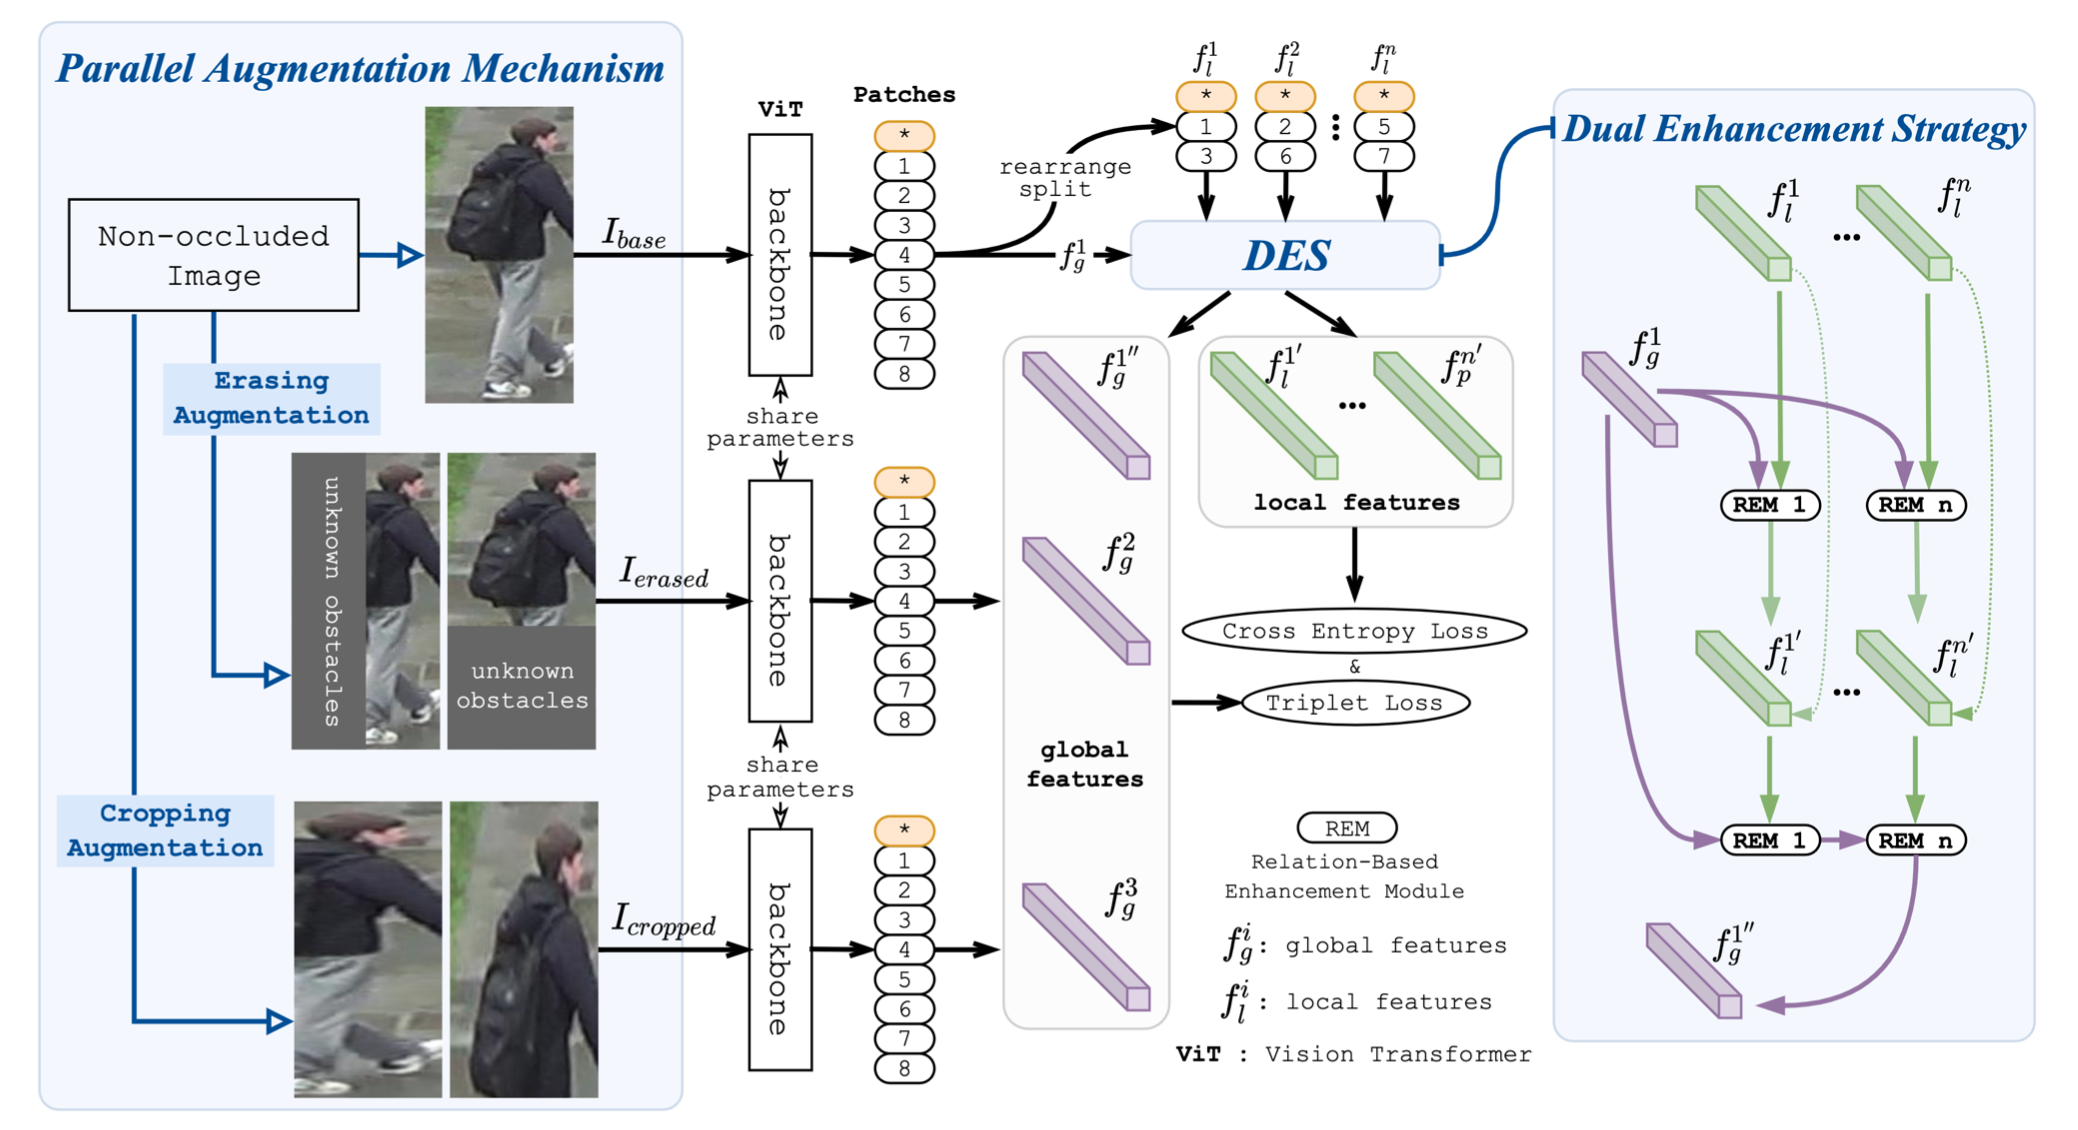 Parallel Augmentation Mechanism
Non-occluded
Image
Erasing
Augmentation
unknown obstacles
unknown
obstacles
Cropping
Augmentation
I_base
I_erased
I_cropped
ViT
backbone
share
parameters
backbone
share
parameters
backbone
Patches
*
1
2
3
4
5
6
7
8
*
1
2
3
4
5
6
7
8
*
1
2
3
4
5
6
7
8
rearrange
split
f_g^1
f_l^1 f_l^2 f_l^n
* * *
1 2 ⋮ 5
3 6 7
DES
f_g^{1''}
f_g^2
global
features
f_g^3
f_l^{1'} ... f_p^{n'}
local features
Cross Entropy Loss
&
Triplet Loss
REM
Relation-Based
Enhancement Module
f_g^i: global features
f_l^i: local features
ViT : Vision Transformer
Dual Enhancement Strategy
f_l^1 ... f_l^n
f_g^1
REM 1 REM n
f_l^{1'} ... f_l^{n'}
REM 1 REM n
f_g^{1''}